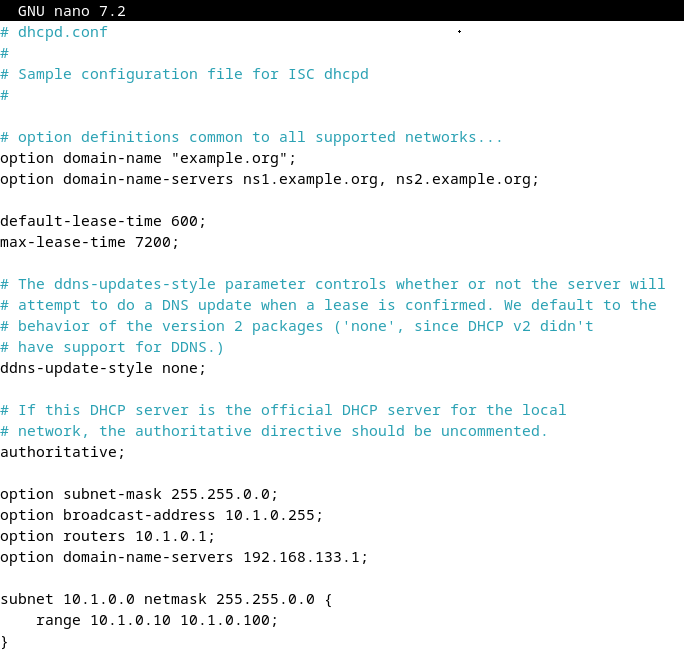 GNU nano 7.2
# dhcpd.conf
#
# Sample configuration file for ISC dhcpd
#
# option definitions common to all supported networks...
option domain-name "example.org";
option domain-name-servers ns1.example.org, ns2.example.org;
default-lease-time 600;
max-lease-time 7200;
# The ddns-updates-style parameter controls whether or not the server will
# attempt to do a DNS update when a lease is confirmed. We default to the
# behavior of the version 2 packages ('none', since DHCP v2 didn't
# have support for DDNS.)
ddns-update-style none;
# If this DHCP server is the official DHCP server for the local
# network, the authoritative directive should be uncommented.
authoritative;
option subnet-mask 255.255.0.0;
option broadcast-address 10.1.0.255;
option routers 10.1.0.1;
option domain-name-servers 192.168.133.1;
subnet 10.1.0.0 netmask 255.255.0.0 {
    range 10.1.0.10 10.1.0.100;
}